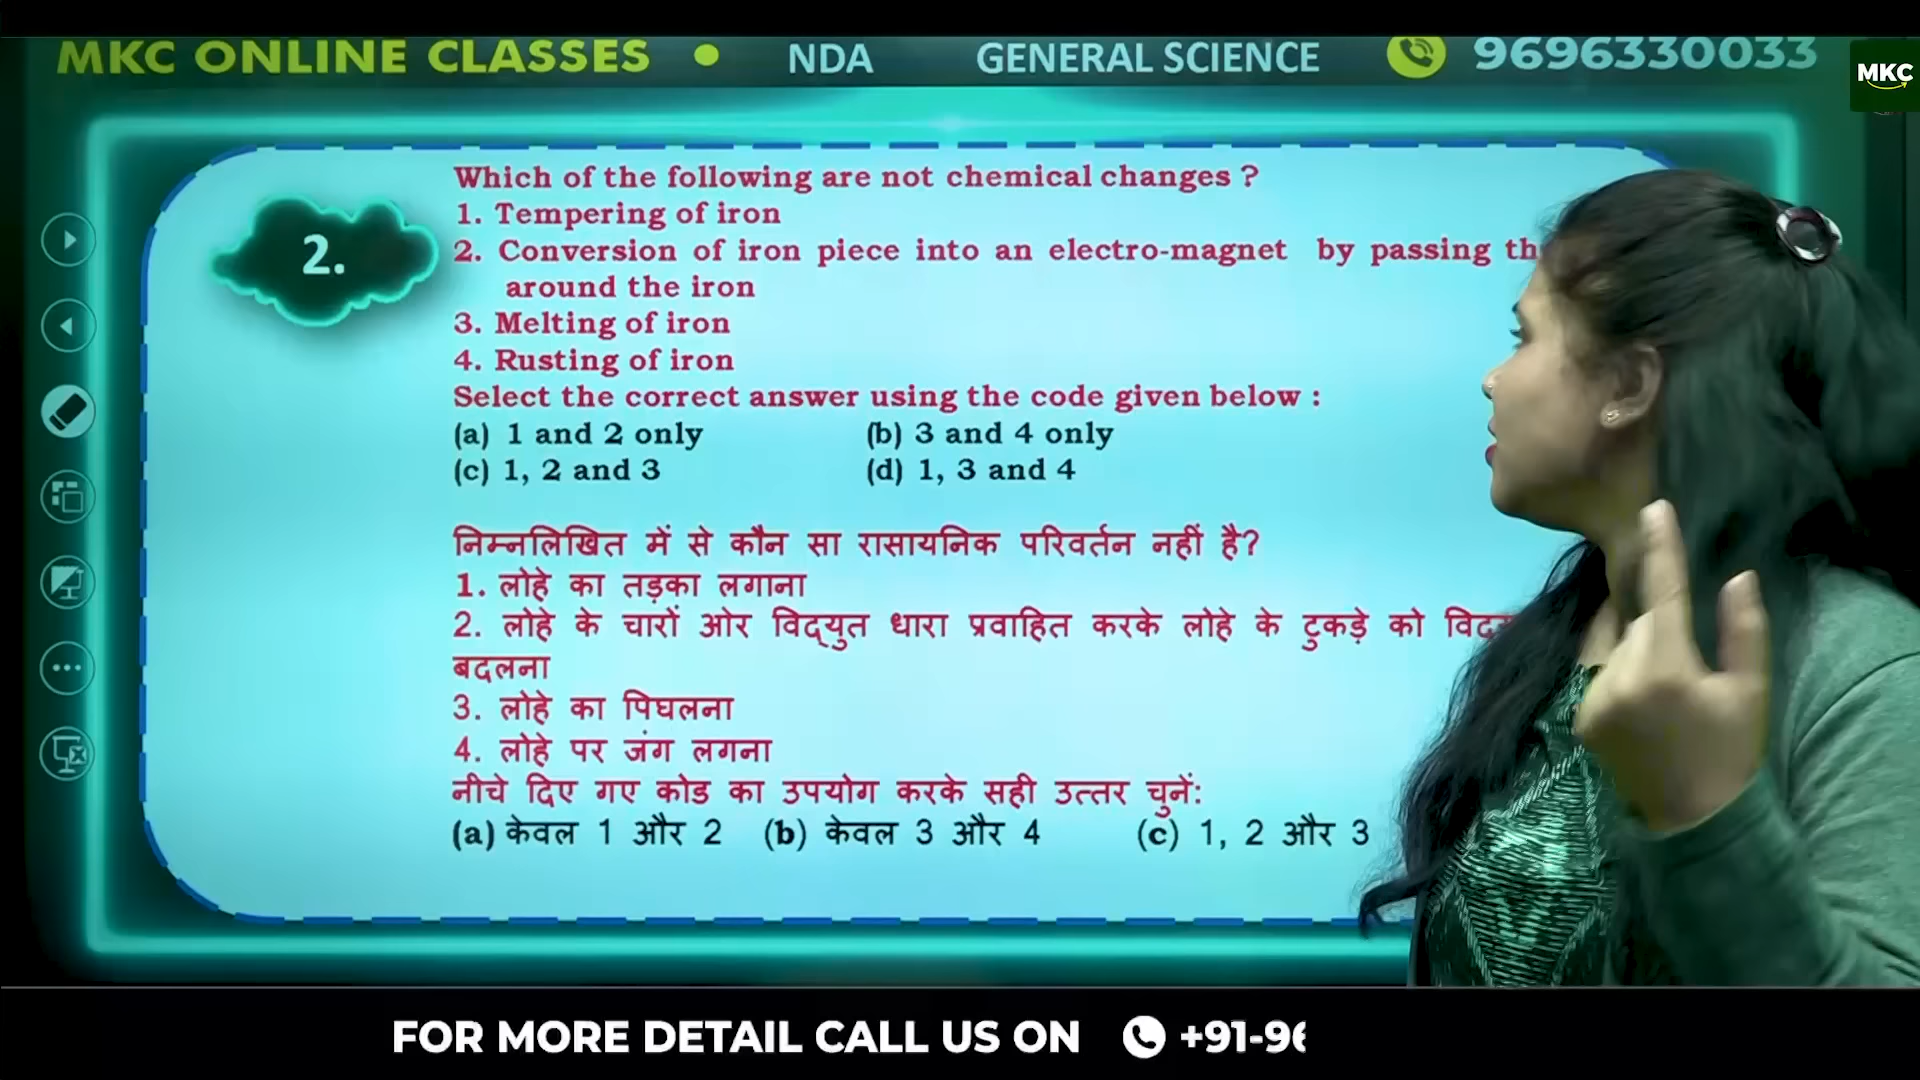 MKC ONLINE CLASSES • NDA GENERAL SCIENCE 9696330033
MKC
2.
Which of the following are not chemical changes ?
1. Tempering of iron
2. Conversion of iron piece into an electro-magnet by passing
around the iron
3. Melting of iron
4. Rusting of iron
Select the correct answer using the code given below :
(a) 1 and 2 only (b) 3 and 4 only
(c) 1, 2 and 3 (d) 1, 3 and 4
निम्नलिखित में से कौन सा रासायनिक परिवर्तन नहीं है?
1. लोहे का तड़का लगाना
2. लोहे के चारों ओर विद्युत धारा प्रवाहित करके लोहे के टुकड़े को
बदलना
3. लोहे का पिघलना
4. लोहे पर जंग लगना
नीचे दिए गए कोड का उपयोग करके सही उत्तर चुनें:
(a) केवल 1 और 2 (b) केवल 3 और 4 (c) 1, 2 और 3
FOR MORE DETAIL CALL US ON +91-96